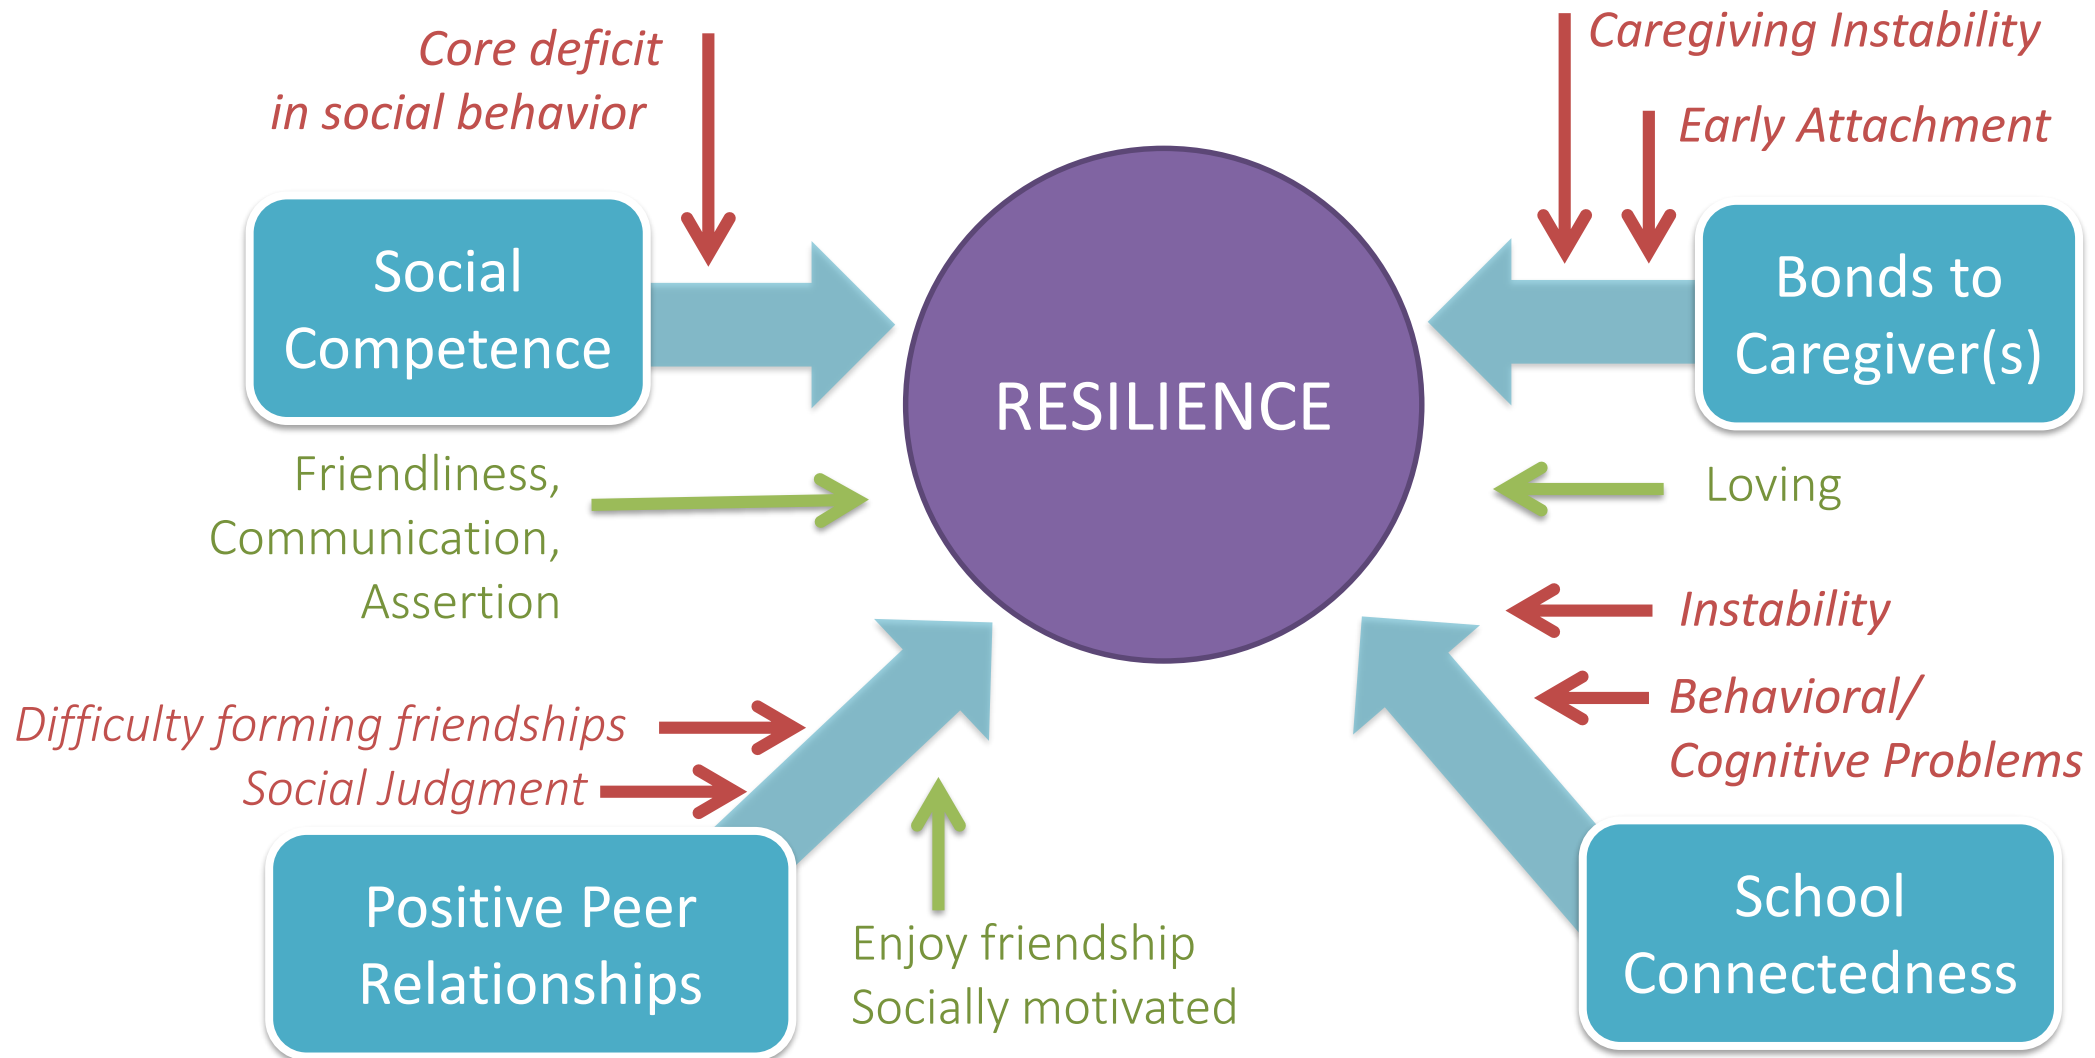 Core deficit
in social behavior
Caregiving Instability
Early Attachment
Social
Competence
RESILIENCE
Bonds to
Caregiver(s)
Friendliness,
Communication,
Assertion
Loving
Instability
Behavioral/
Cognitive Problems
Difficulty forming friendships
Social Judgment
Positive Peer
Relationships
Enjoy friendship
Socially motivated
School
Connectedness